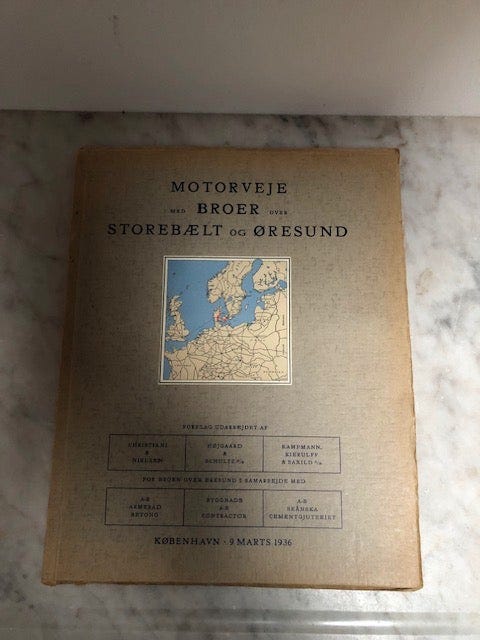 MOTORVEJE
MED BROER OVER
STOREBÆLT OG ØRESUND
FORSLAG UDARBEJDET AF
CHRISTIANI
&
NIELSEN
HØJGAARD
&
SCHULTZ A/S
KAMPMANN,
KIERULFF
& SAXILD A/S
FOR BROEN OVER ØRESUND I SAMARBEJDE MED
A-B
ARMERAD
BETONG
BYGGNADS
A-B
CONTRACTOR
A-B
SKÅNSKA
CEMENTGJUTERIET
KØBENHAVN · 9. MARTS 1936